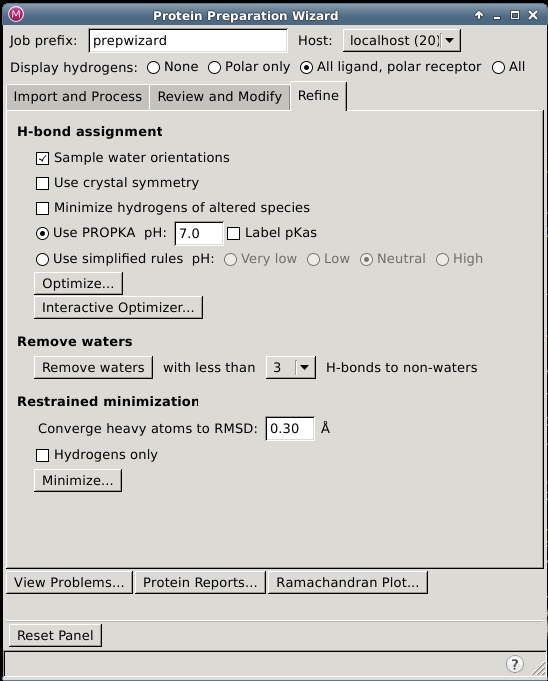 Protein Preparation Wizard
Job prefix: prepwizard Host: localhost (20)
Display hydrogens: None Polar only All ligand, polar receptor All
Import and Process Review and Modify Refine
H-bond assignment
Sample water orientations
Use crystal symmetry
Minimize hydrogens of altered species
Use PROPKA pH: 7.0 Label pKas
Use simplified rules pH: Very low Low Neutral High
Optimize...
Interactive Optimizer...
Remove waters
Remove waters with less than 3 H-bonds to non-waters
Restrained minimization
Converge heavy atoms to RMSD: 0.30 Å
Hydrogens only
Minimize...
View Problems... Protein Reports... Ramachandran Plot...
Reset Panel
?